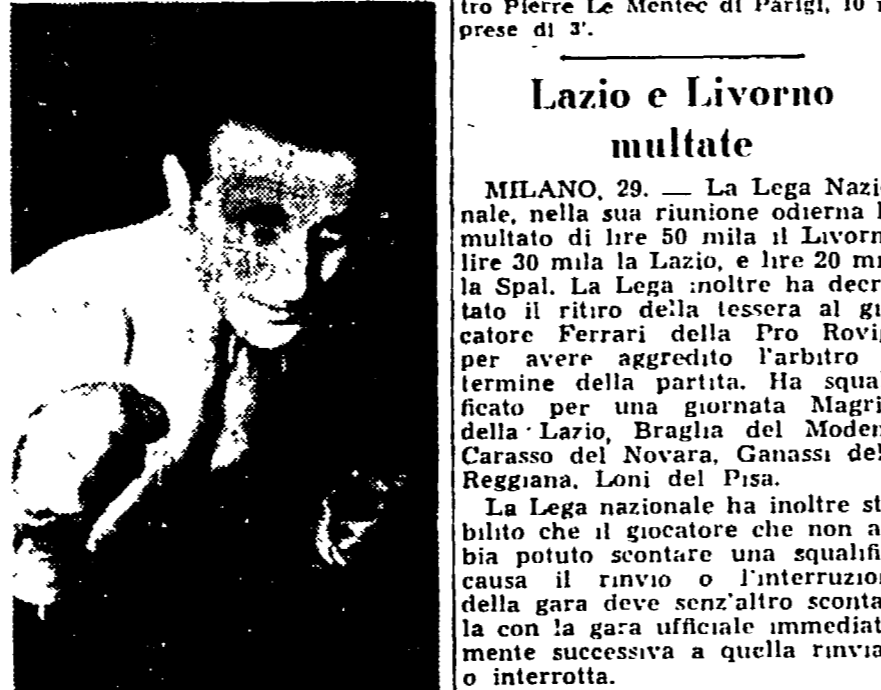 tro Pierre Le Mentec di Parigi, 10 r
prese di 3'.
Lazio e Livorno
multate
MILANO, 29. — La Lega Nazi
nale, nella sua riunione odierna
multato di lire 50 mila il Livorn
lire 30 mila la Lazio, e lire 20 mi
la Spal. La Lega inoltre ha decr
tato il ritiro della tessera al gi
catore Ferrari della Pro Rovig
per avere aggredito l'arbitro
termine della partita. Ha squal
ficato per una giornata Magri
della Lazio, Braglia del Moden
Carasso del Novara, Ganassi del
Reggiana, Loni del Pisa.
La Lega nazionale ha inoltre st
bilito che il giocatore che non a
bia potuto scontare una squalifi
causa il rinvio o l'interruzion
della gara deve senz'altro sconta
la con la gara ufficiale immediat
mente successiva a quella rinvia
o interrotta.